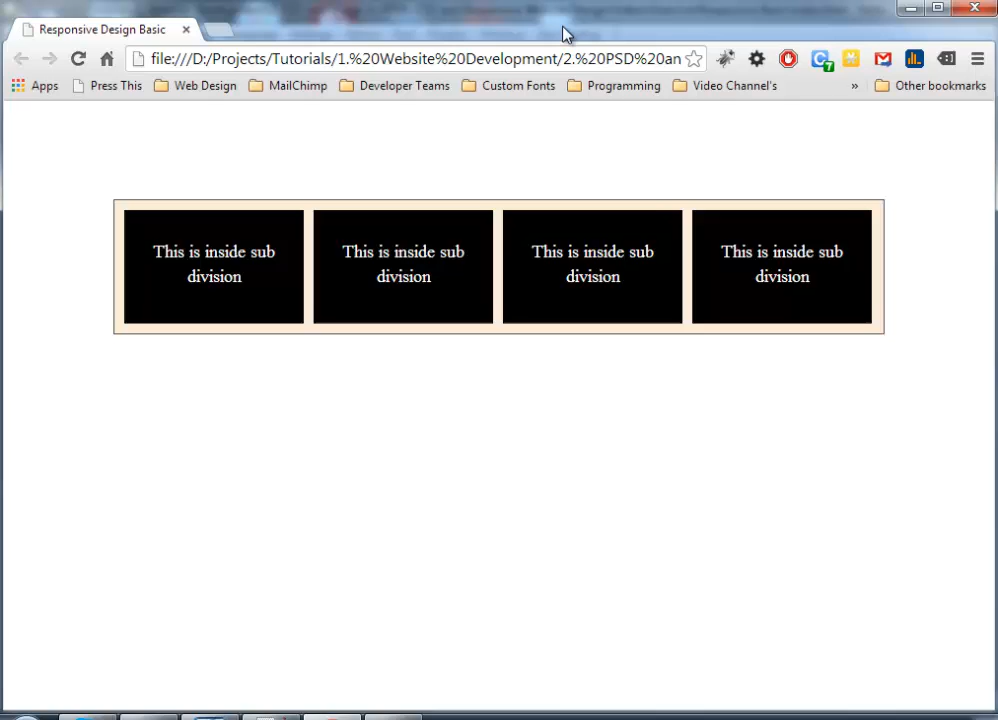 Responsive Design Basic
file:///D:/Projects/Tutorials/1.%20Website%20Development/2.%20PSD%20an
7
Apps Press This Web Design MailChimp Developer Teams Custom Fonts Programming Video Channel's » Other bookmarks
This is inside sub division
This is inside sub division
This is inside sub division
This is inside sub division